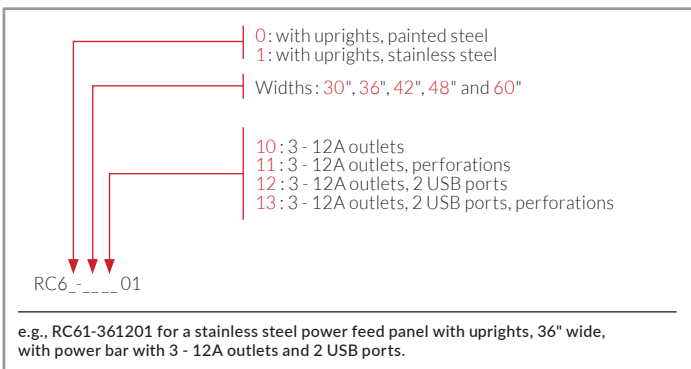 0: with uprights, painted steel
1: with uprights, stainless steel
Widths: 30", 36", 42", 48" and 60"
10: 3 - 12A outlets
11: 3 - 12A outlets, perforations
12: 3 - 12A outlets, 2 USB ports
13: 3 - 12A outlets, 2 USB ports, perforations
RC6_-_ _ _ _ 01
e.g., RC61-361201 for a stainless steel power feed panel with uprights, 36" wide,
with power bar with 3 - 12A outlets and 2 USB ports.